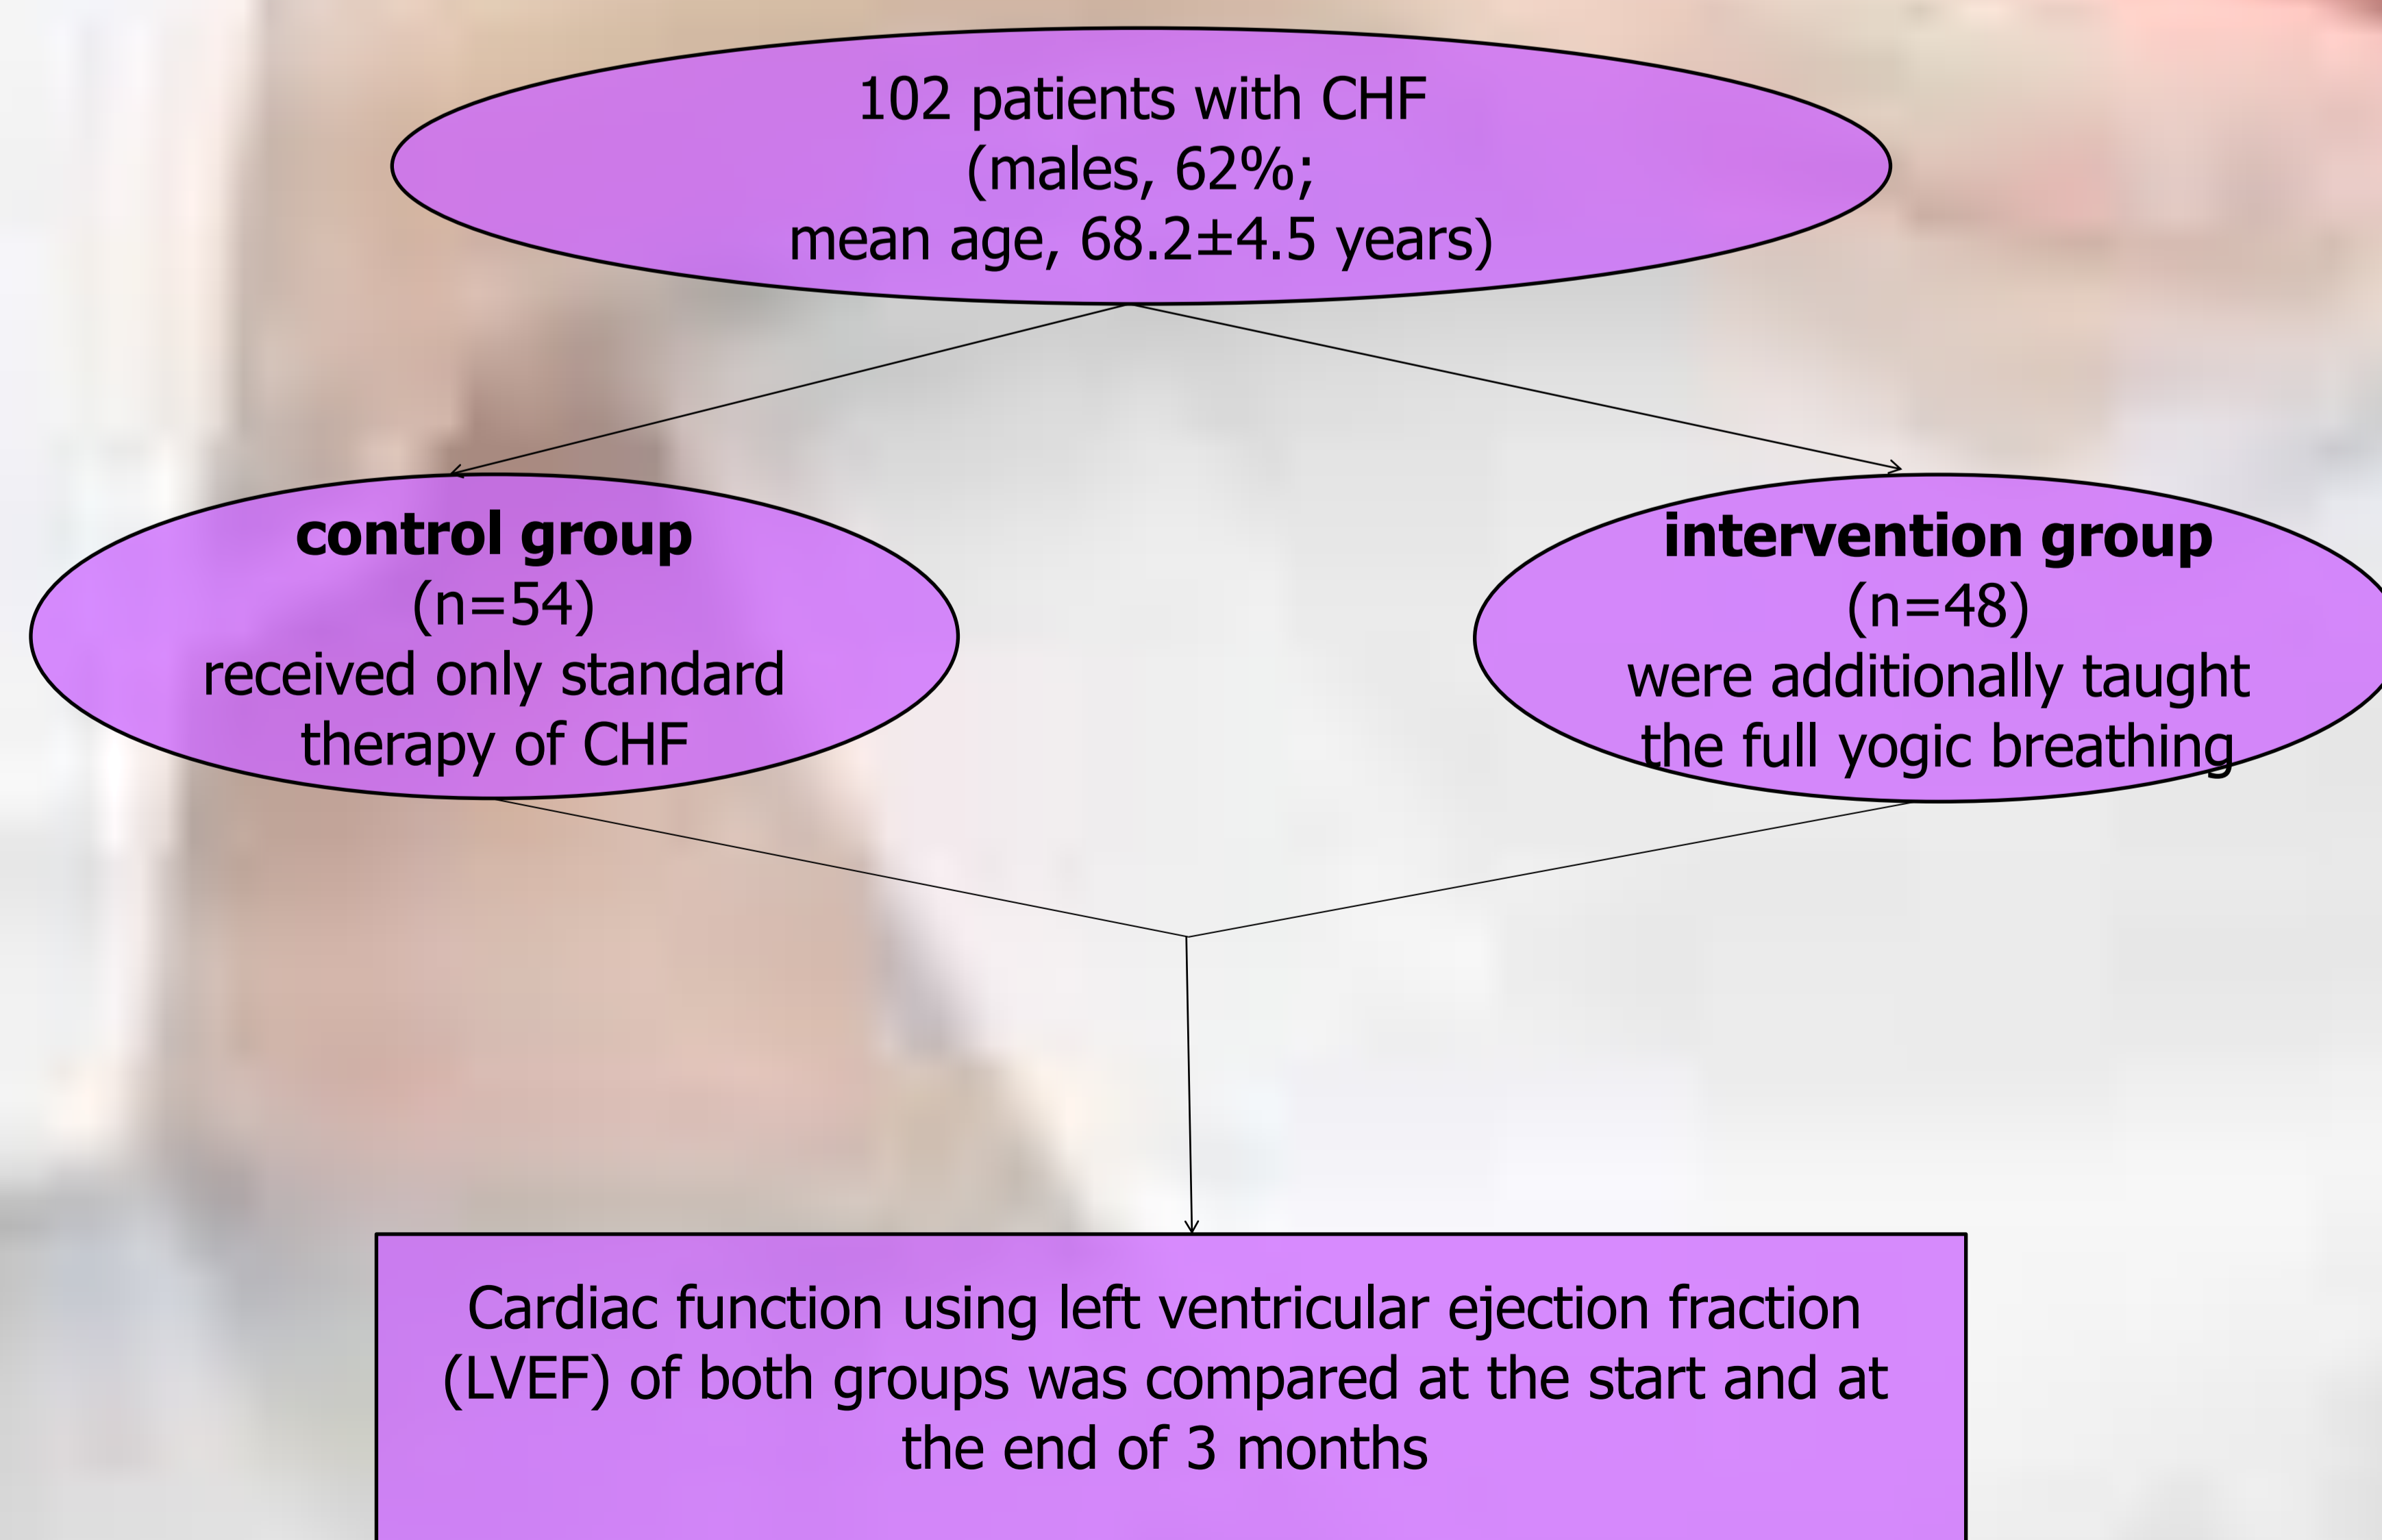 102 patients with CHF
(males, 62%;
mean age, 68.2±4.5 years)
control group
(n=54)
received only standard
therapy of CHF
intervention group
(n=48)
were additionally taught
the full yogic breathing
Cardiac function using left ventricular ejection fraction
(LVEF) of both groups was compared at the start and at
the end of 3 months